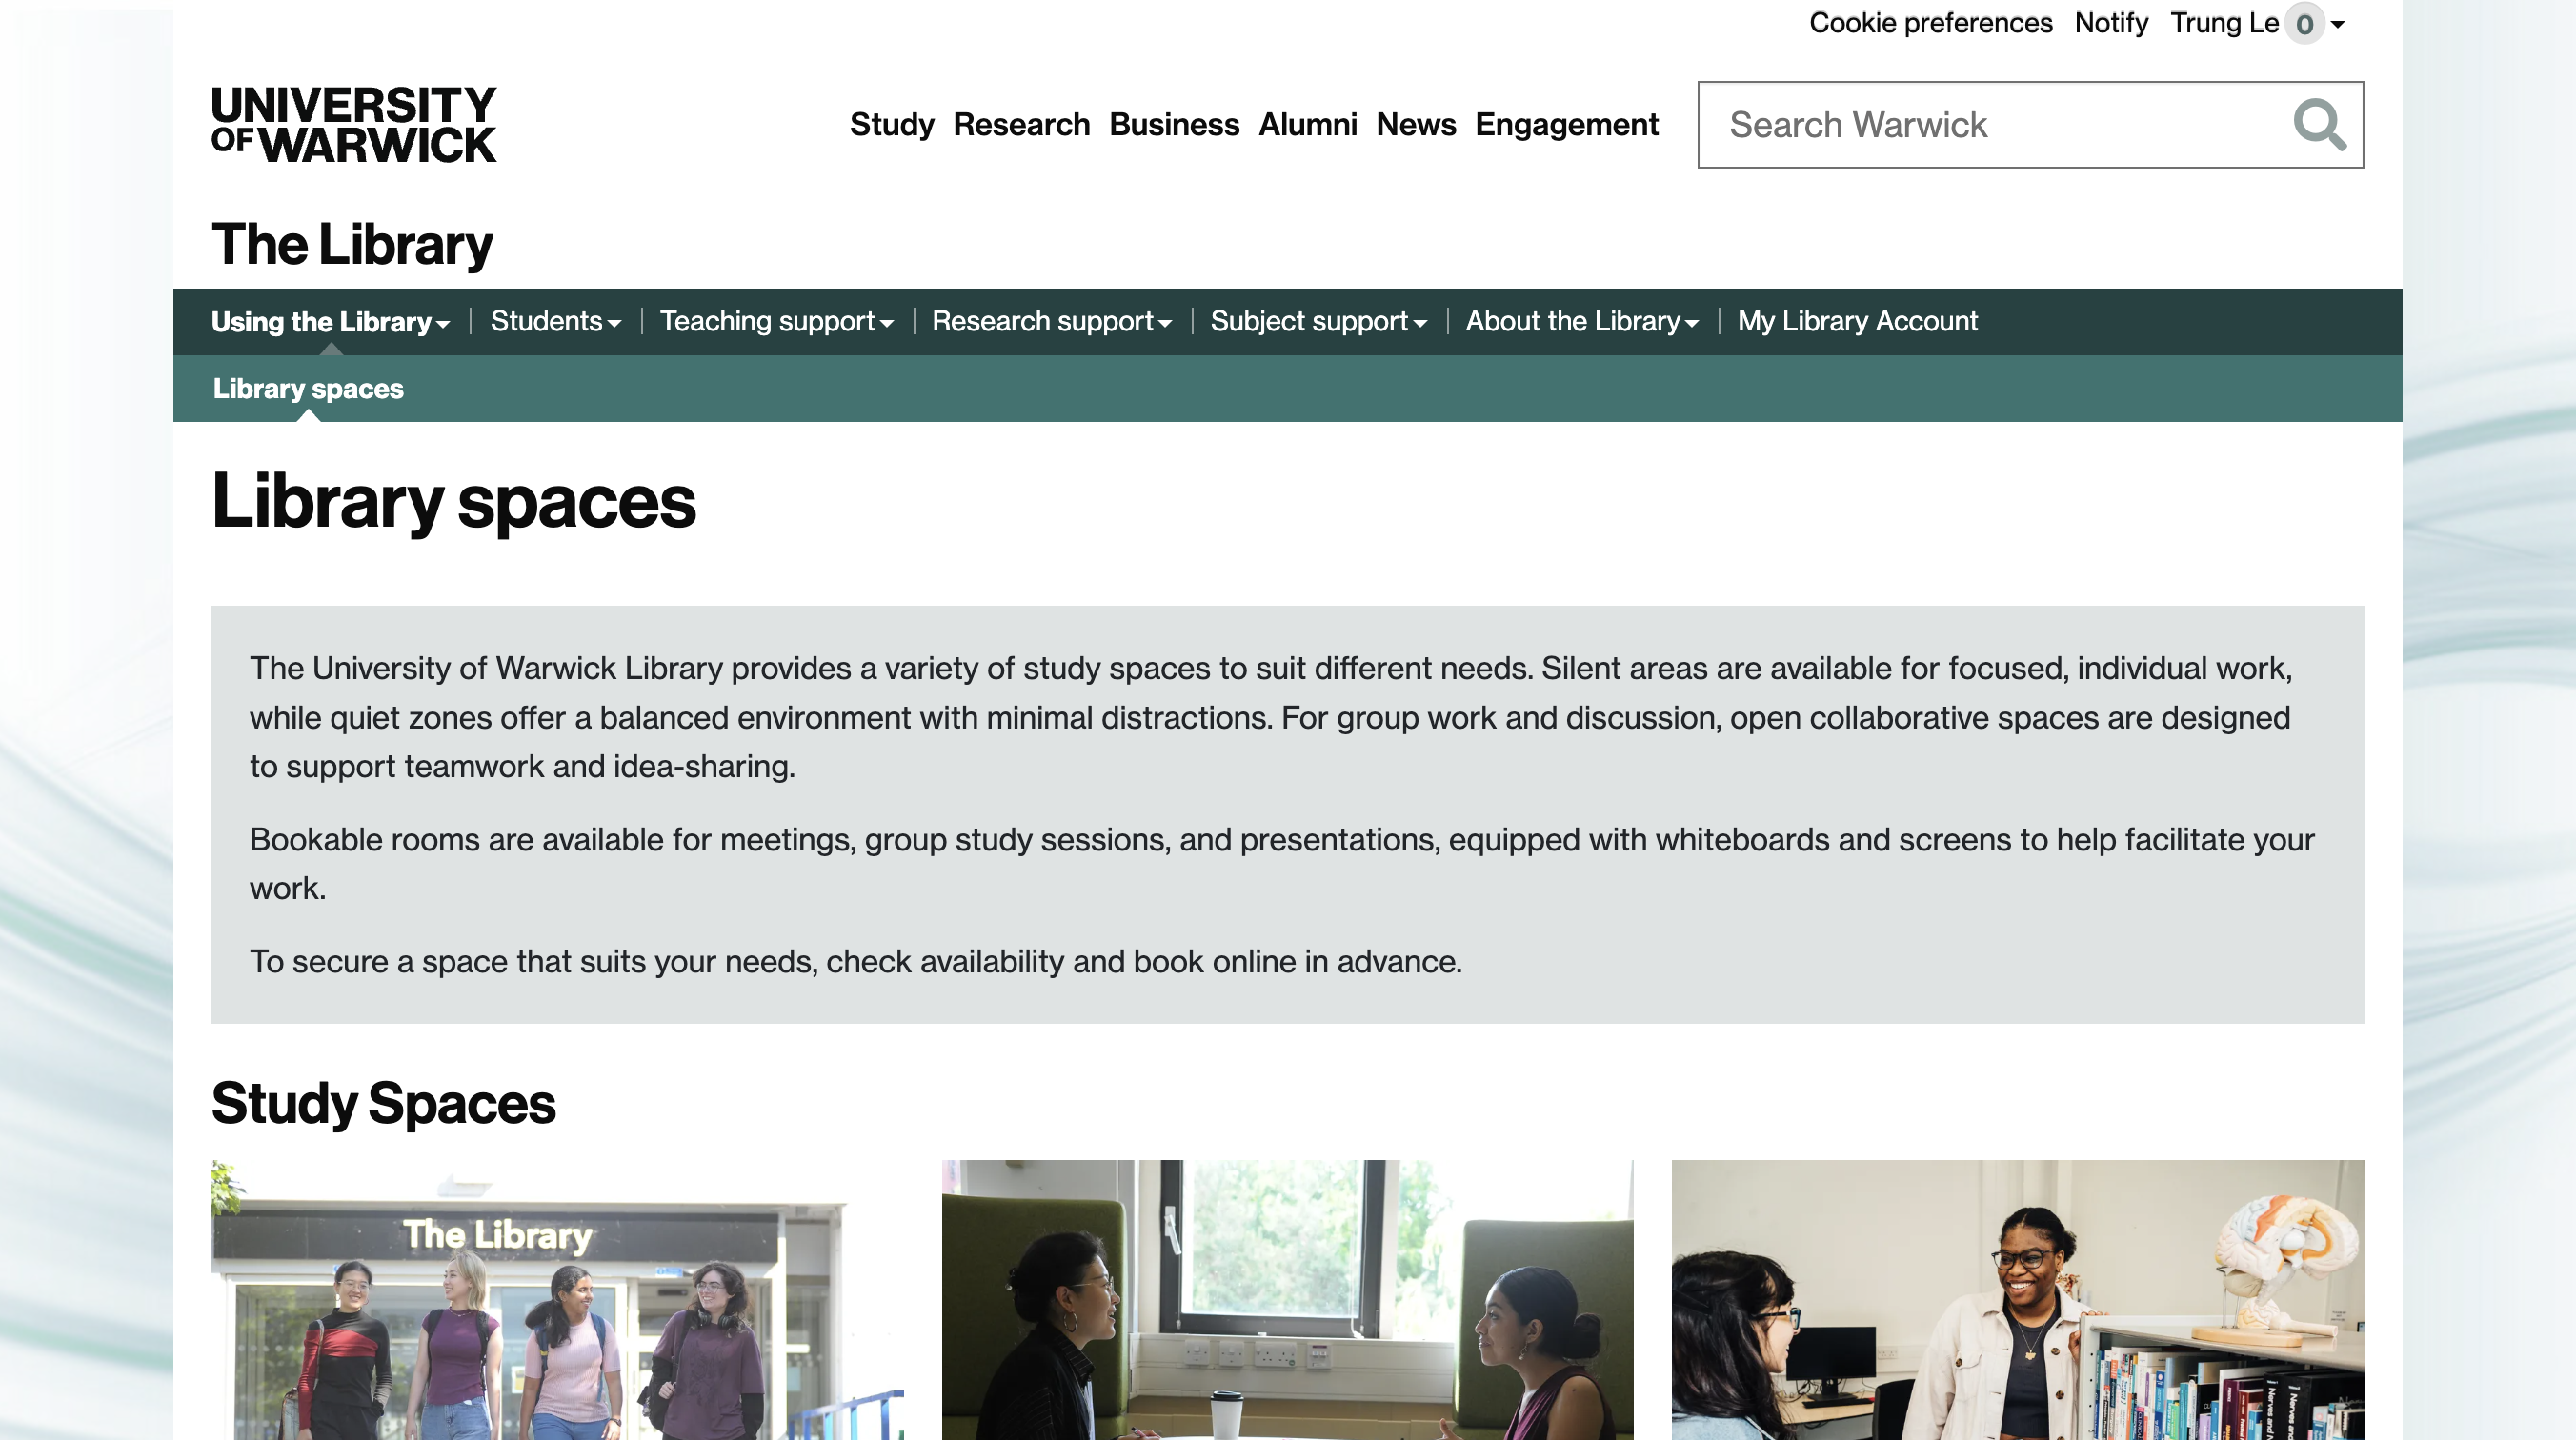 Cookie preferences Notify Trung Le 0
UNIVERSITY
OF WARWICK
Study Research Business Alumni News Engagement
Search Warwick
The Library
Using the Library Students Teaching support Research support Subject support About the Library My Library Account
Library spaces
Library spaces
The University of Warwick Library provides a variety of study spaces to suit different needs. Silent areas are available for focused, individual work,
while quiet zones offer a balanced environment with minimal distractions. For group work and discussion, open collaborative spaces are designed
to support teamwork and idea-sharing.
Bookable rooms are available for meetings, group study sessions, and presentations, equipped with whiteboards and screens to help facilitate your
work.
To secure a space that suits your needs, check availability and book online in advance.
Study Spaces
The Library